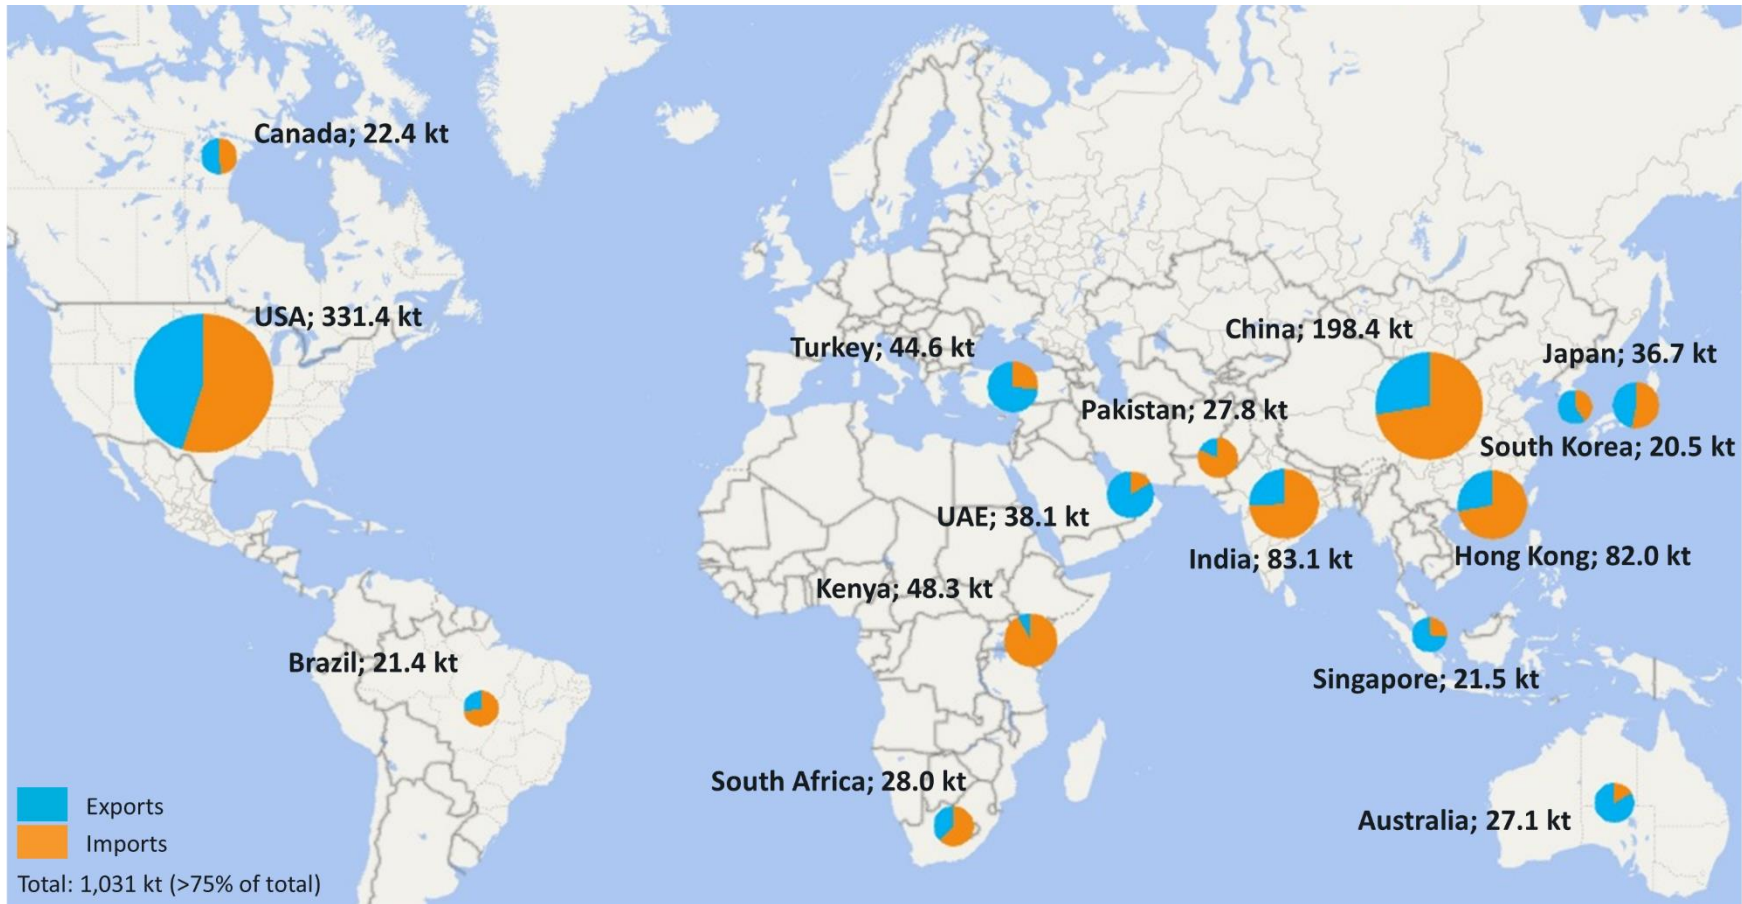 Canada; 22.4 kt
USA; 331.4 kt
China; 198.4 kt
Turkey; 44.6 kt
Japan; 36.7 kt
Pakistan; 27.8 kt
South Korea; 20.5 kt
UAE; 38.1 kt
India; 83.1 kt
Hong Kong; 82.0 kt
Kenya; 48.3 kt
Brazil; 21.4 kt
Singapore; 21.5 kt
South Africa; 28.0 kt
Australia; 27.1 kt
Exports
Imports
Total: 1,031 kt (>75% of total)